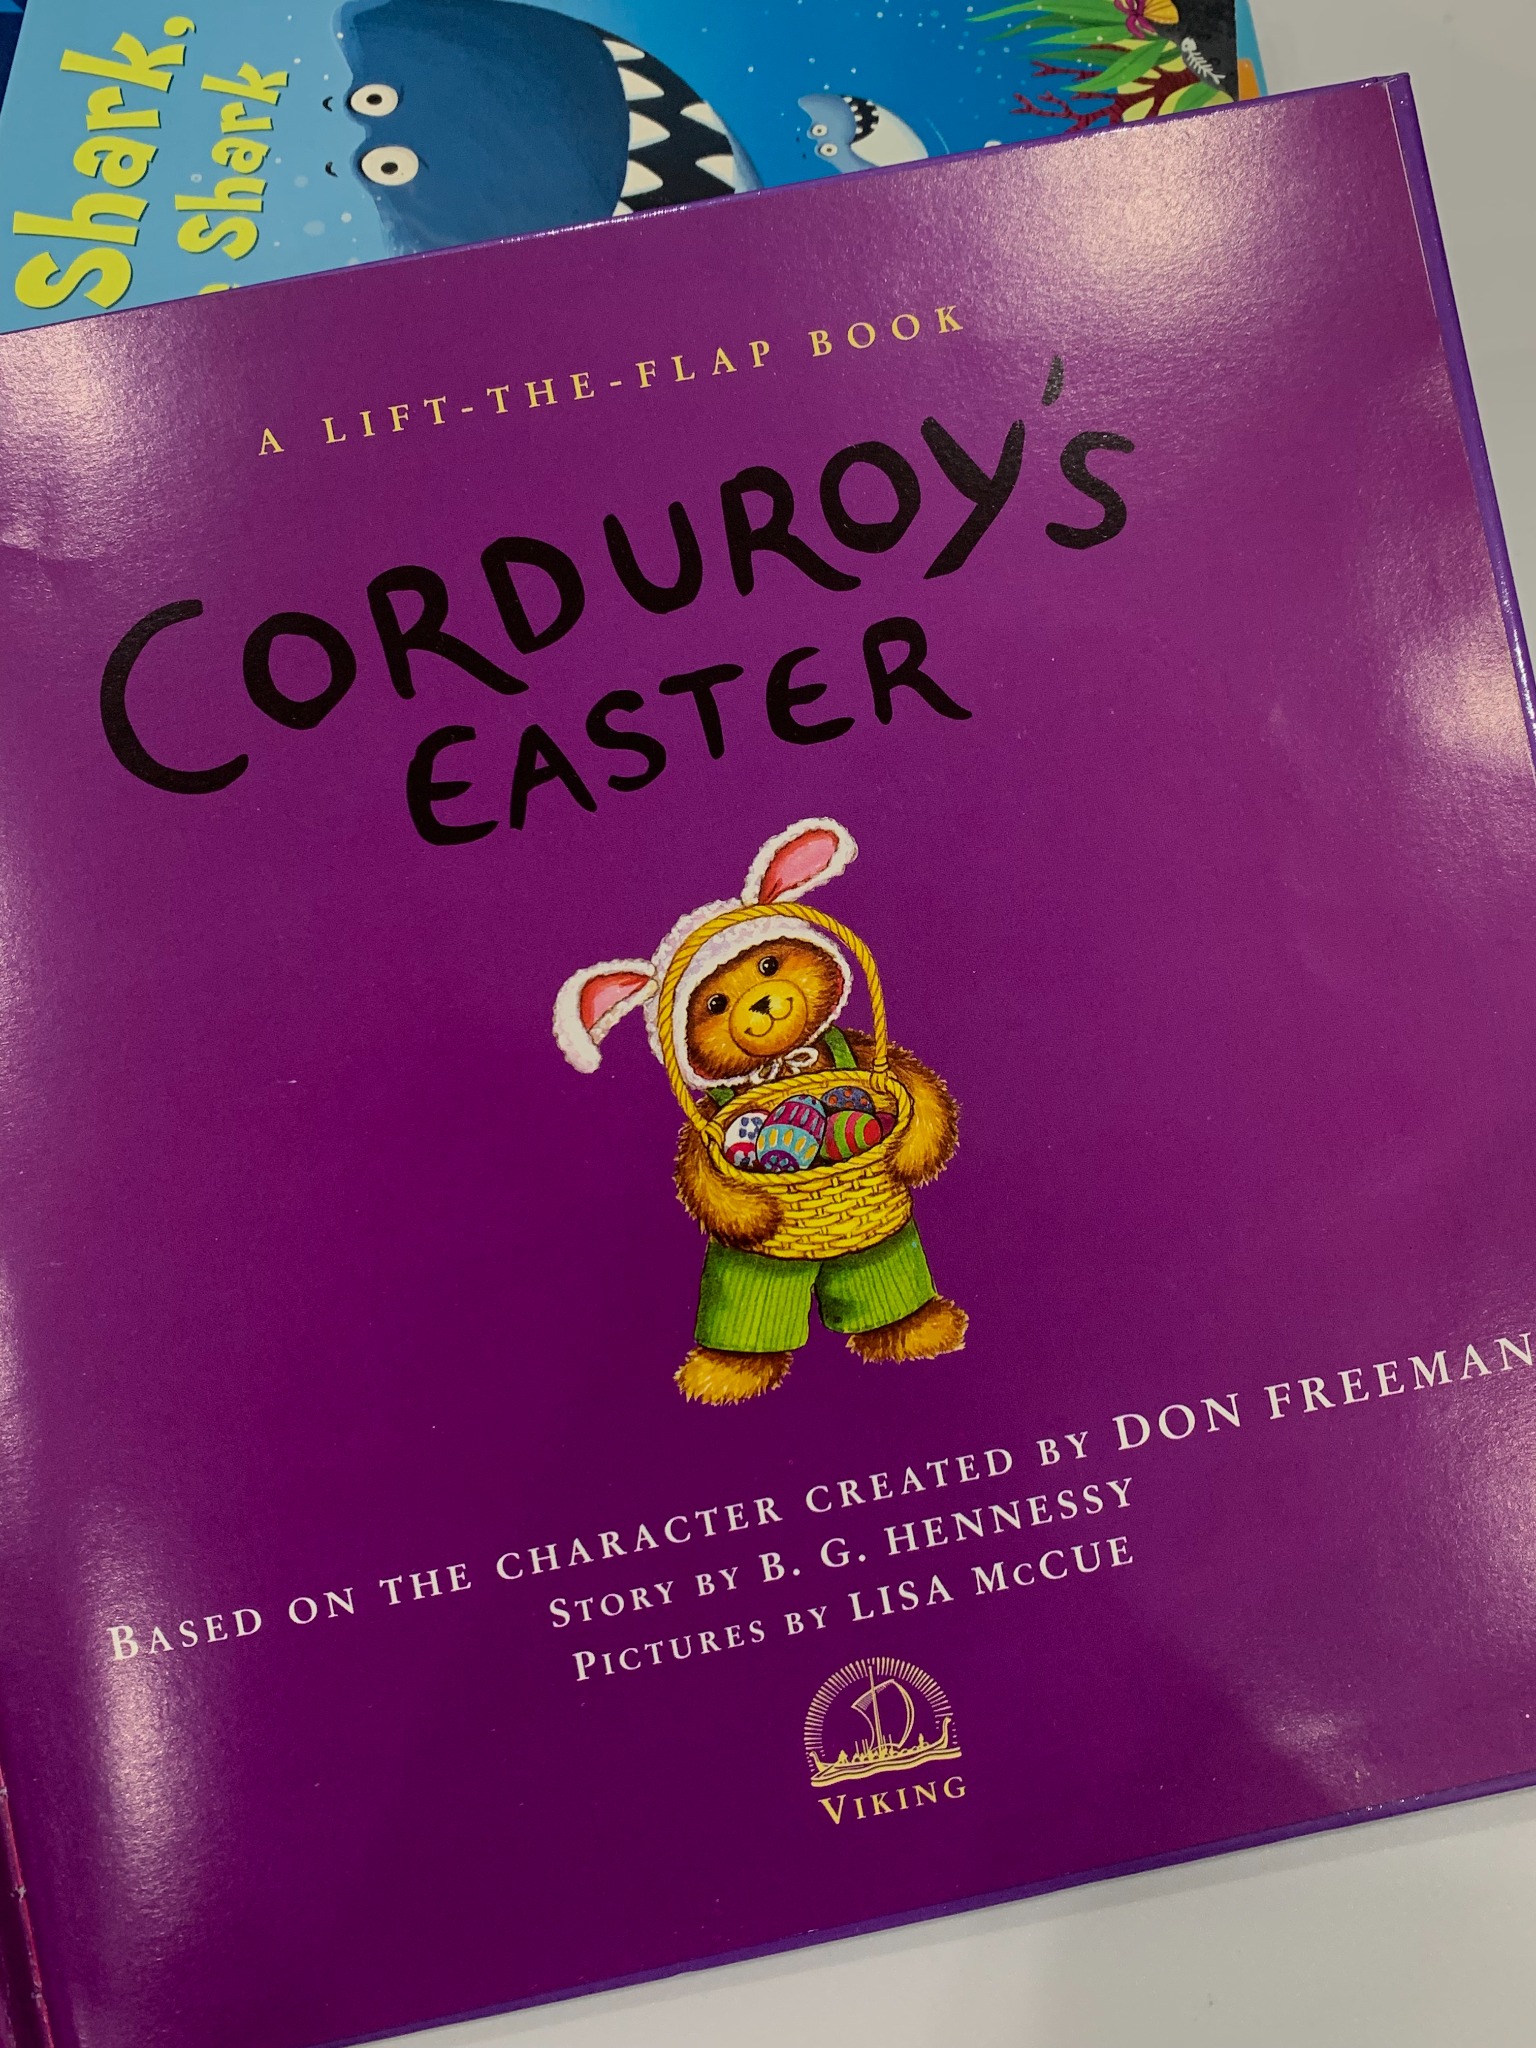 Shark,
Shark
A LIFT-THE-FLAP BOOK
CORDUROY'S
EASTER
BASED ON THE CHARACTER CREATED BY DON FREEMAN
STORY BY B. G. HENNESSY
PICTURES BY LISA McCUE
VIKING